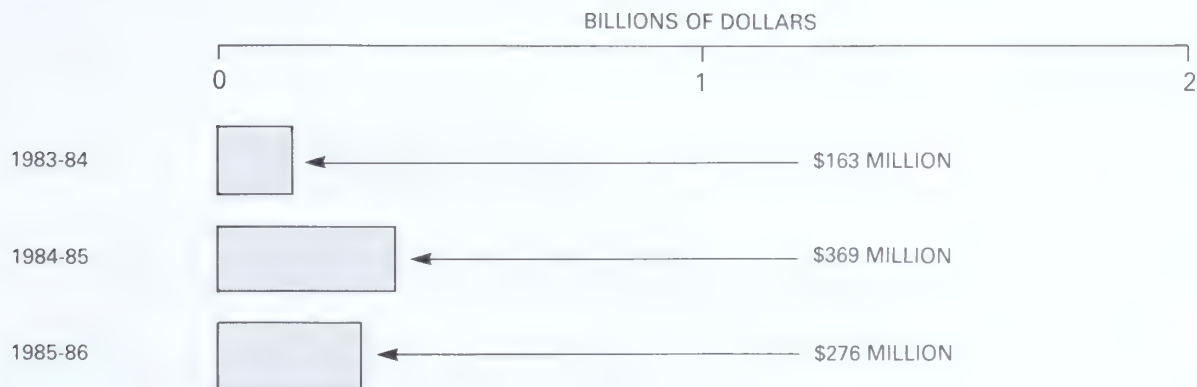 BILLIONS OF DOLLARS
0 1 2
1983-84 $163 MILLION
1984-85 $369 MILLION
1985-86 $276 MILLION